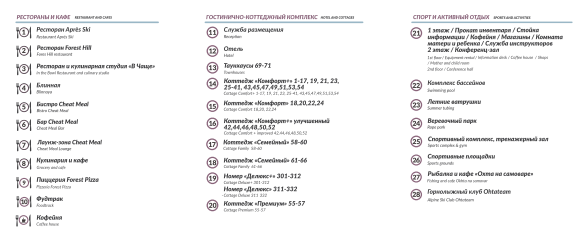 РЕСТОРАНЫ И КАФЕ RESTAURANT AND CAFES
1 Ресторан Après Ski
Restaurant Après Ski
2 Ресторан Forest Hill
Forest Hill restaurant
3 Ресторан и кулинарная студия «В Чаще»
In the Bowl Restaurant and culinary studio
4 Блинная
Blinnaya
5 Бистро Cheat Meal
Bistro Cheat Meal
6 Бар Cheat Meal
Cheat Meal Bar
7 Лаунж-зона Cheat Meal
Cheat Meal Lounge
8 Кулинария и кафе
Grocery and cafe
9 Пиццерия Forest Pizza
Pizzeria Forest Pizza
10 Фудтрак
Foodtruck
Кофейня
Coffee house
ГОСТИНИЧНО-КОТТЕДЖНЫЙ КОМПЛЕКС HOTEL AND COTTAGES
11 Служба размещения
Reception
12 Отель
Hotel
13 Таунхаусы 69-71
Townhouses
14 Коттедж «Комфорт+» 1-17, 19, 21, 23,
25-41, 43,45,47,49,51,53,54
Cottage Comfort+ 1-17, 19, 21, 23, 25-41, 43,45,47,49,51,53,54
15 Коттедж «Комфорт» 18,20,22,24
Cottage Comfort 18,20,22,24
16 Коттедж «Комфорт+» улучшенный
42,44,46,48,50,52
Cottage Comfort + Improved 42,44,46,48,50,52
17 Коттедж «Семейный» 58-60
Cottage Family 58-60
18 Коттедж «Семейный» 61-66
Cottage Family 61-66
19 Номер «Делюкс+» 301-312
Cottage Deluxe+ 301-312
Номер «Делюкс» 311-332
Cottage Deluxe 311-332
20 Коттедж «Премиум» 55-57
Cottage Premium 55-57
СПОРТ И АКТИВНЫЙ ОТДЫХ SPORTS AND ACTIVITIES
21 1 этаж / Прокат инвентаря / Стойка
информации / Кофейня / Магазины / Комната
матери и ребенка / Служба инструкторов
2 этаж / Конференц-зал
1st floor / Equipment rental / Information desk / Coffee house / Shops
/ Mother and child room
2nd floor / Conference hall
22 Комплекс бассейнов
Swimming pool
23 Летние ватрушки
Summer tubing
24 Веревочный парк
Rope park
25 Спортивный комплекс, тренажерный зал
Sports complex & gym
26 Спортивные площадки
Sports grounds
27 Рыбалка и кафе «Охта на самоваре»
Fishing and cafe Okhta na samovar
28 Горнолыжный клуб Ohtateam
Alpine Ski Club Ohtateam